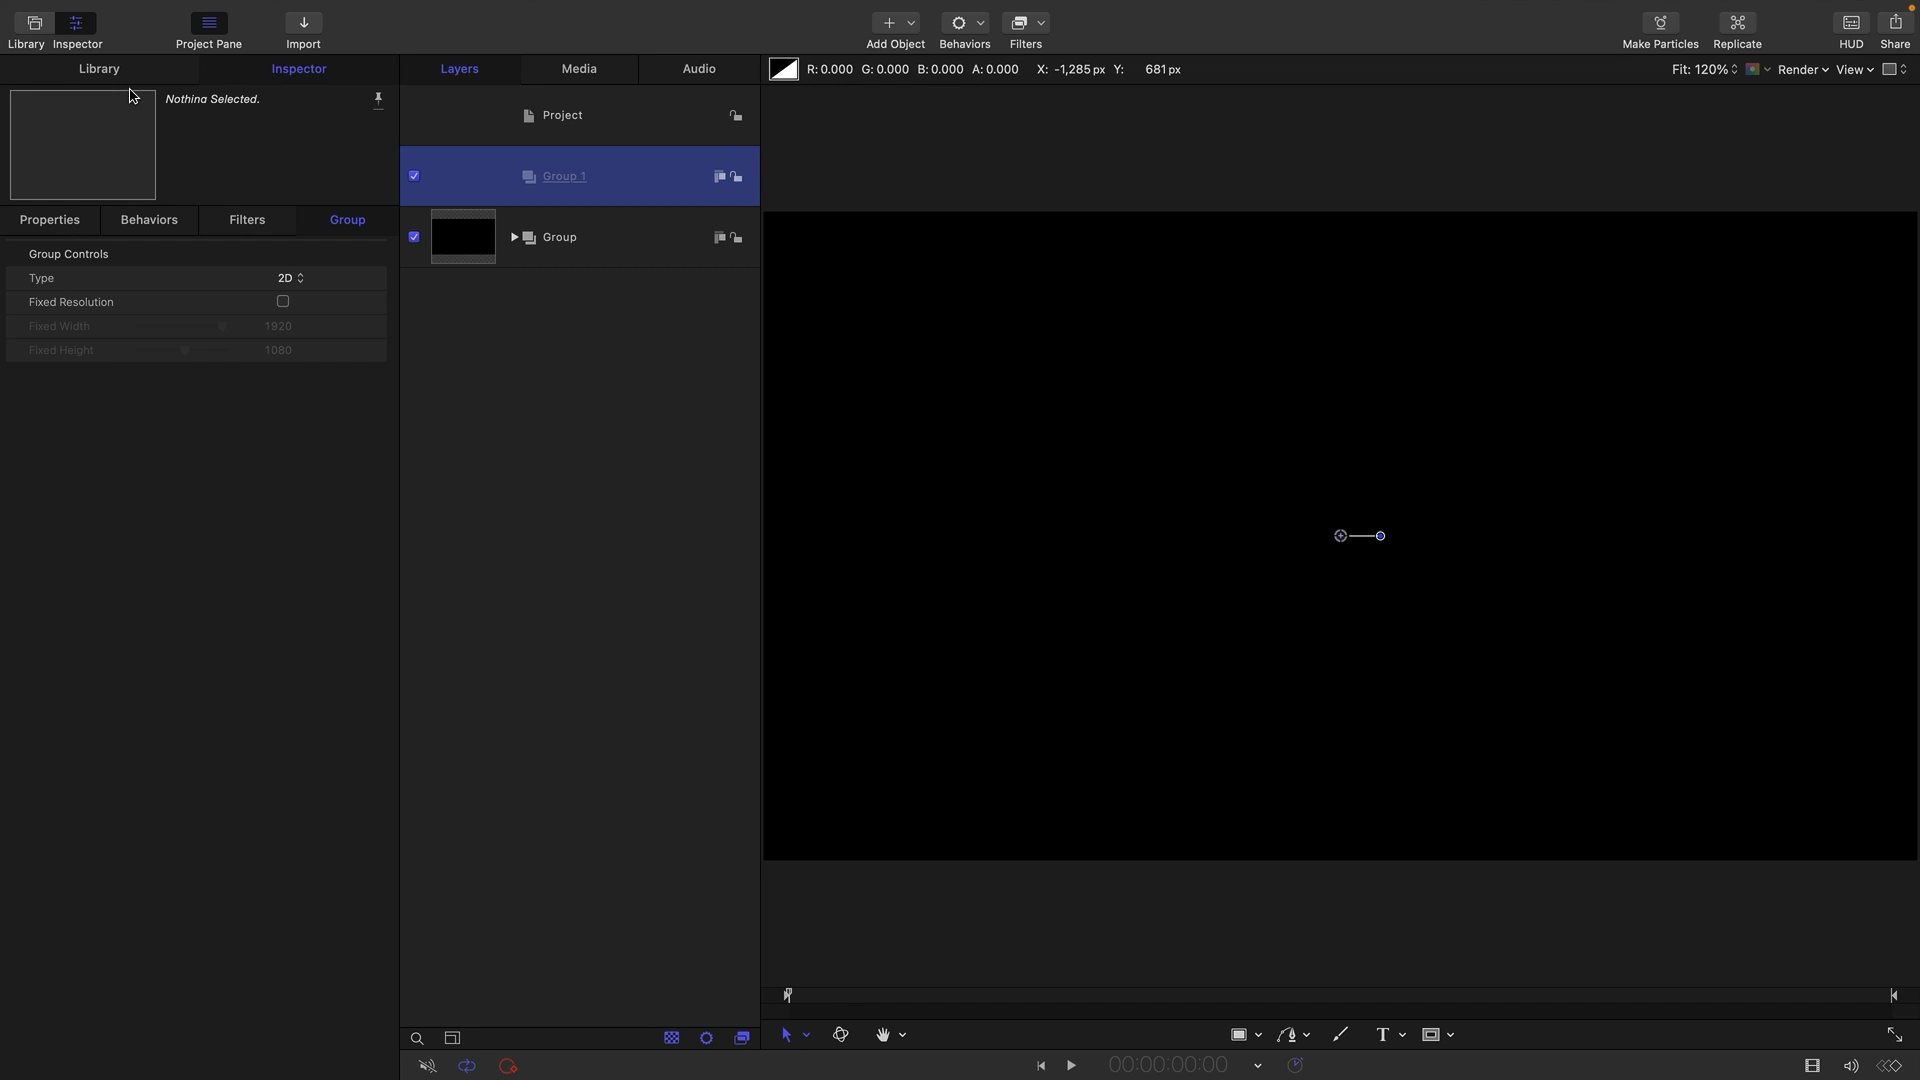 Library Inspector Project Pane Import Add Object Behaviors Filters Make Particles Replicate HUD Share
Library Inspector Layers Media Audio R: 0.000 G: 0.000 B: 0.000 A: 0.000 X: -1,285 px Y: 681 px Fit: 120% Render View
Nothing Selected.
Project
Group 1
Properties Behaviors Filters Group
Group
Group Controls
Type 2D
Fixed Resolution
Fixed Width 1920
Fixed Height 1080
T
00:00:00:00